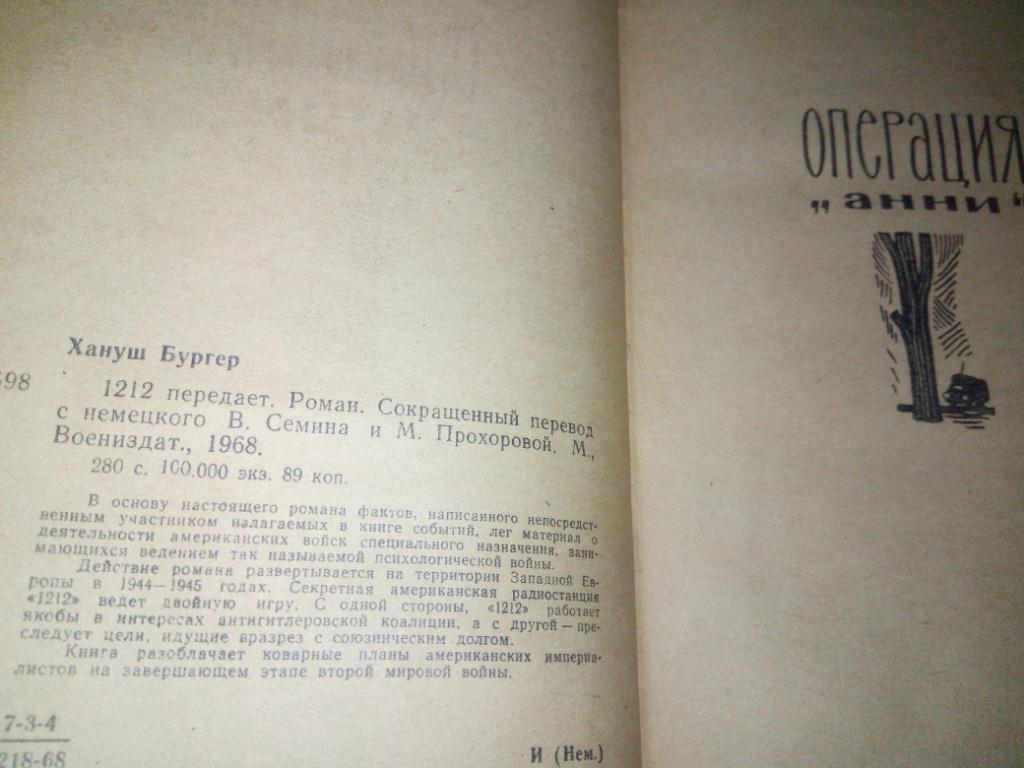 Хануш Бургер
1212 передает. Роман. Сокращенный перевод
с немецкого В. Семина и М. Прохоровой. М.,
Воениздат., 1968.
280 с. 100.000 экз. 89 коп.
В основу настоящего романа фактов, написанного непосредст-
венным участником излагаемых в книге событий, лег материал о
деятельности американских войск специального назначения, зани-
мающихся ведением так называемой психологической войны.
Действие романа развертывается на территории Западной Ев-
ропы в 1944—1945 годах. Секретная американская радиостанция
«1212» ведет двойную игру. С одной стороны, «1212» работает
якобы в интересах антигитлеровской коалиции, а с другой — пре-
следует цели, идущие вразрез с союзническим долгом.
Книга разоблачает коварные планы американских империа-
листов на завершающем этапе второй мировой войны.
7-3-4
218-68
И (Нем.)
ОПЕРАЦИЯ
„анни“